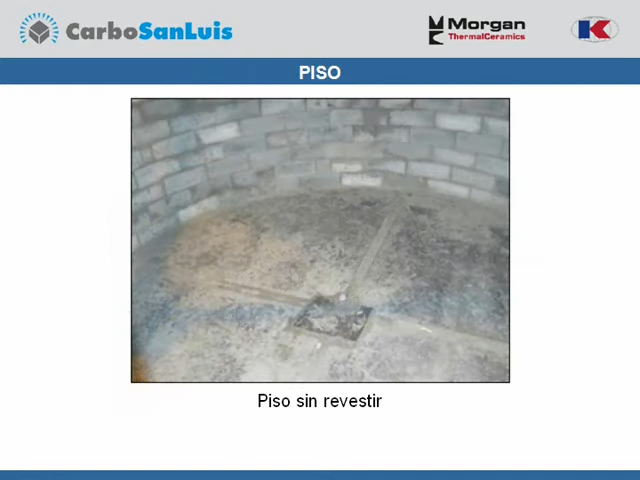 CarboSanLuis
Morgan
ThermalCeramics
K
PISO
Piso sin revestir